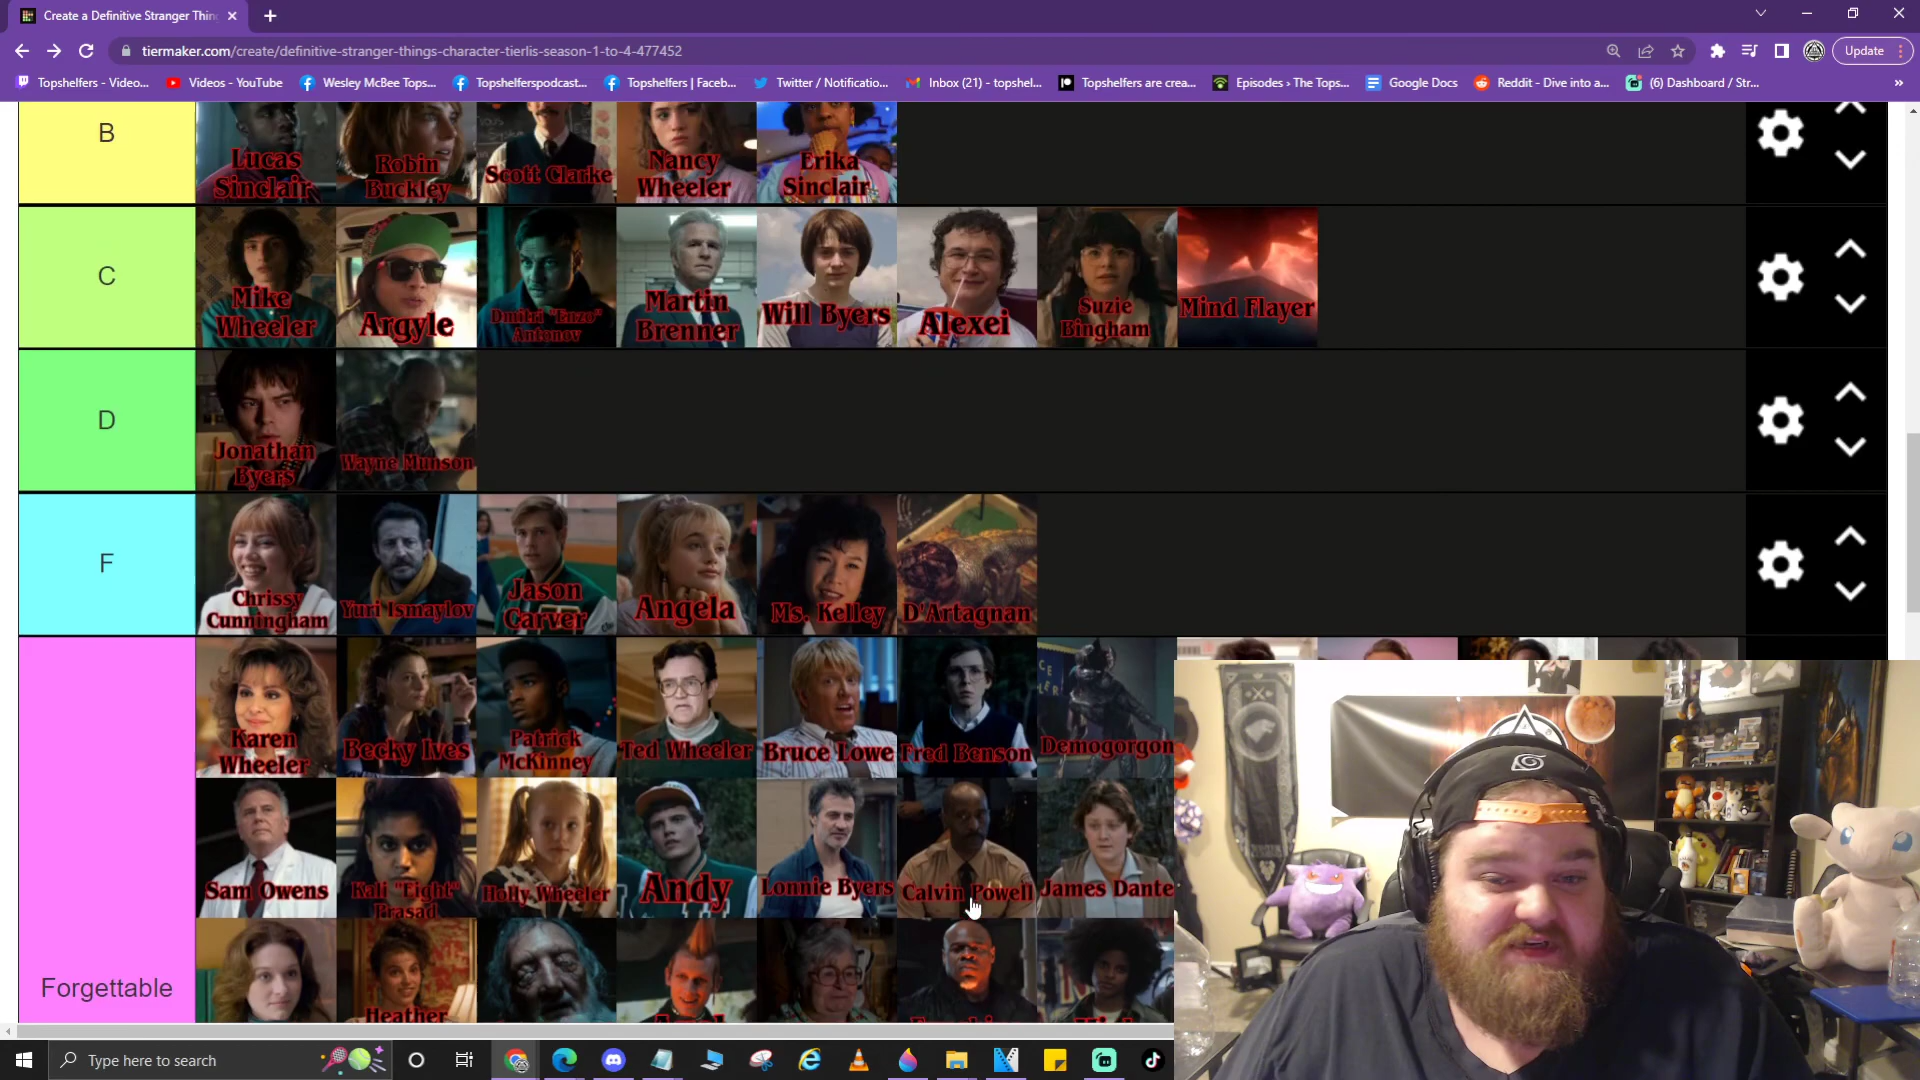 Create a Definitive Stranger Thin
tiermaker.com/create/definitive-stranger-things-character-tierlis-season-1-to-4-477452
Update
Topshelfers - Video...
Videos - YouTube
Wesley McBee Tops...
Topshelferspodcast...
Topshelfers | Faceb...
Twitter / Notificatio...
Inbox (21) - topshel...
Topshelfers are crea...
Episodes › The Tops...
Google Docs
Reddit - Dive into a...
(6) Dashboard / Str...
»
B
Lucas Sinclair
Robin Buckley
Scott Clarke
Nancy Wheeler
Erika Sinclair
C
Mike Wheeler
Argyle
Dmitri "Enzo" Antonov
Martin Brenner
Will Byers
Alexei
Suzie Bingham
Mind Flayer
D
Jonathan Byers
Wayne Munson
F
Chrissy Cunningham
Yuri Ismaylov
Jason Carver
Angela
Ms. Kelley
D'Artagnan
Forgettable
Karen Wheeler
Becky Ives
Patrick McKinney
Ted Wheeler
Bruce Lowe
Fred Benson
Demogorgon
Sam Owens
Kali "Eight" Prasad
Holly Wheeler
Andy
Lonnie Byers
Calvin Powell
James Dante
Heather
Type here to search